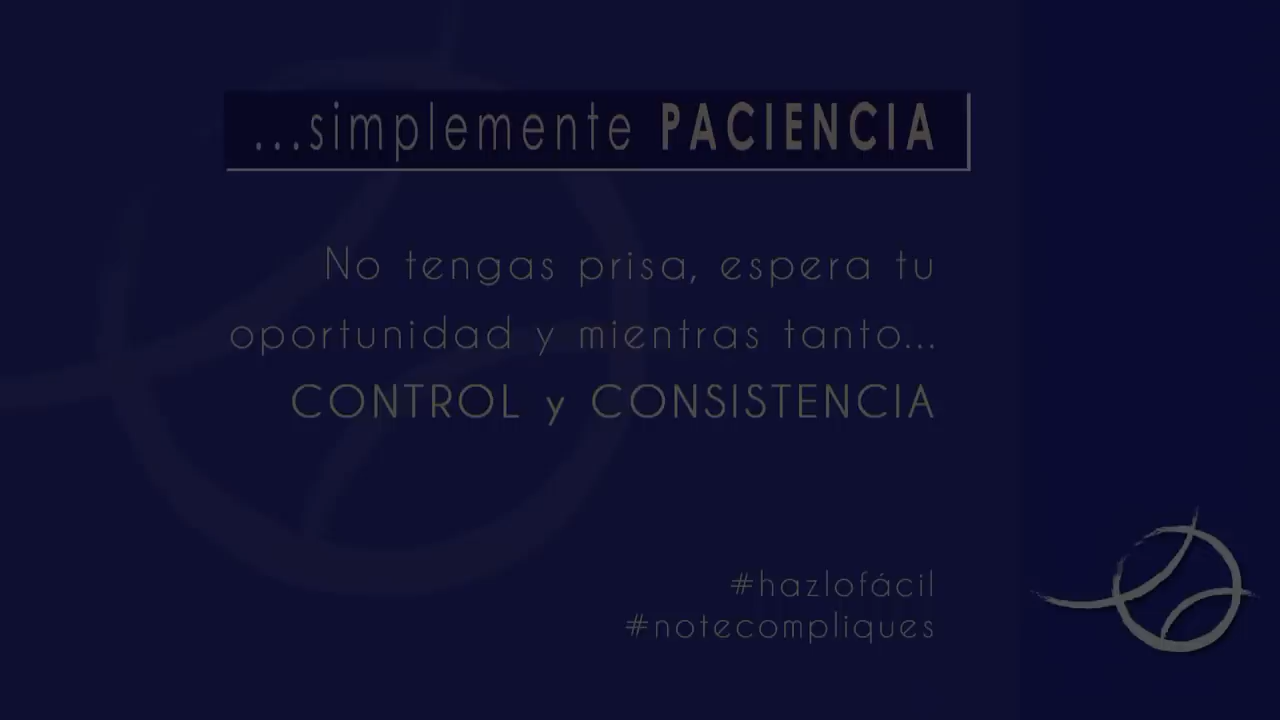 ...simplemente PACIENCIA
No tengas prisa, espera tu
oportunidad y mientras tanto...
CONTROL y CONSISTENCIA
#hazlofácil
#notecompliques